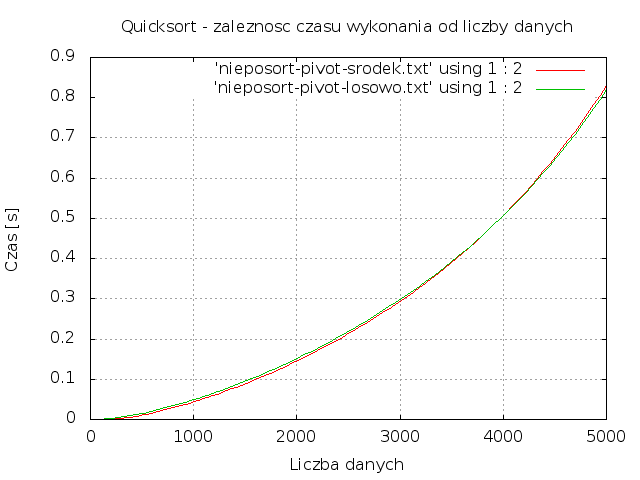 Quicksort - zaleznosc czasu wykonania od liczby danych
'nieposort-pivot-srodek.txt' using 1 : 2
'nieposort-pivot-losowo.txt' using 1 : 2
0.9
0.8
0.7
0.6
0.5
0.4
0.3
0.2
0.1
0
Czas [s]
0 1000 2000 3000 4000 5000
Liczba danych